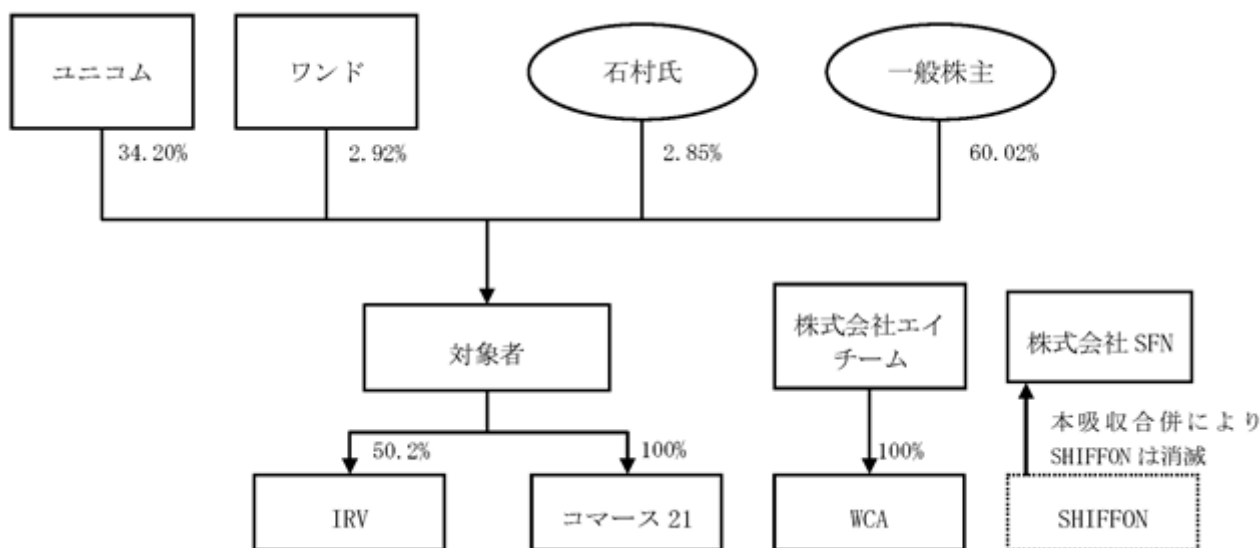 ユニコム
ワンド
石村氏
一般株主
34.20%
2.92%
2.85%
60.02%
対象者
株式会社エイ
チーム
株式会社 SFN
50.2%
100%
100%
本吸収合併により
SHIFFON は消滅
IRV
コマース 21
WCA
SHIFFON